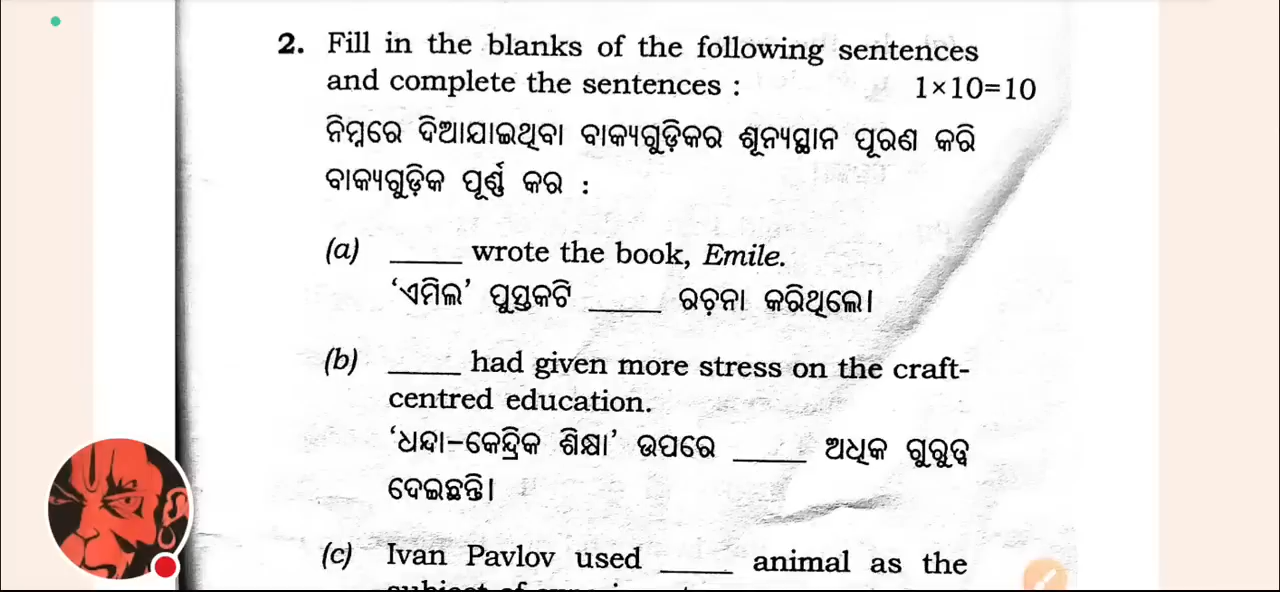 2. Fill in the blanks of the following sentences
and complete the sentences : 1×10=10
ନିମ୍ନରେ ଦିଆଯାଇଥିବା ବାକ୍ୟଗୁଡ଼ିକର ଶୂନ୍ୟସ୍ଥାନ ପୂରଣ କରି
ବାକ୍ୟଗୁଡ଼ିକ ପୂର୍ଣ୍ଣ କର :
(a) _____ wrote the book, Emile.
‘ଏମିଲ’ ପୁସ୍ତକଟି _____ ରଚନା କରିଥିଲେ।
(b) _____ had given more stress on the craft-
centred education.
‘ଧନ୍ଦା-କେନ୍ଦ୍ରିକ ଶିକ୍ଷା’ ଉପରେ _____ ଅଧିକ ଗୁରୁତ୍ୱ
ଦେଇଛନ୍ତି।
(c) Ivan Pavlov used _____ animal as the